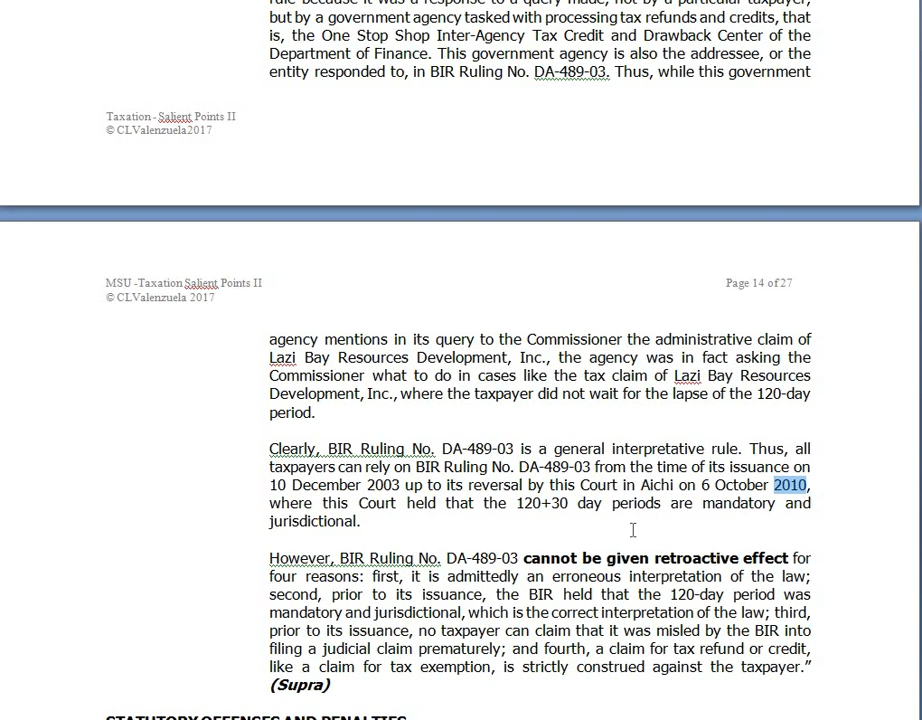 rule because it was a response to a query made, not by a particular taxpayer,
but by a government agency tasked with processing tax refunds and credits, that
is, the One Stop Shop Inter-Agency Tax Credit and Drawback Center of the
Department of Finance. This government agency is also the addressee, or the
entity responded to, in BIR Ruling No. DA-489-03. Thus, while this government
Taxation - Salient Points II
© CLValenzuela2017
MSU -Taxation Salient Points II
Page 14 of 27
© CLValenzuela 2017
agency mentions in its query to the Commissioner the administrative claim of
Lazi Bay Resources Development, Inc., the agency was in fact asking the
Commissioner what to do in cases like the tax claim of Lazi Bay Resources
Development, Inc., where the taxpayer did not wait for the lapse of the 120-day
period.
Clearly, BIR Ruling No. DA-489-03 is a general interpretative rule. Thus, all
taxpayers can rely on BIR Ruling No. DA-489-03 from the time of its issuance on
10 December 2003 up to its reversal by this Court in Aichi on 6 October 2010,
where this Court held that the 120+30 day periods are mandatory and
jurisdictional.
However, BIR Ruling No. DA-489-03 cannot be given retroactive effect for
four reasons: first, it is admittedly an erroneous interpretation of the law;
second, prior to its issuance, the BIR held that the 120-day period was
mandatory and jurisdictional, which is the correct interpretation of the law; third,
prior to its issuance, no taxpayer can claim that it was misled by the BIR into
filing a judicial claim prematurely; and fourth, a claim for tax refund or credit,
like a claim for tax exemption, is strictly construed against the taxpayer.”
(Supra)
STATUTORY OFFENSES AND PENALTIES